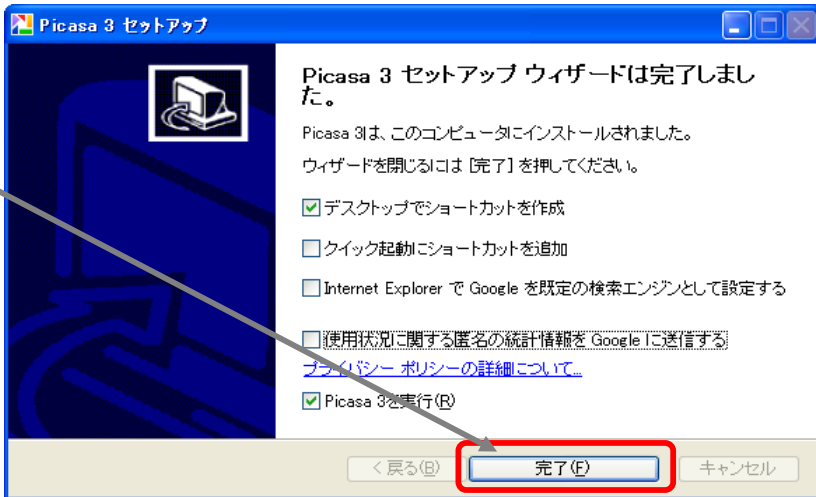 Picasa 3 セットアップ
Picasa 3 セットアップ ウィザードは完了しまし
た。
Picasa 3は、このコンピュータにインストールされました。
ウィザードを閉じるには [完了] を押してください。
デスクトップでショートカットを作成
クイック起動にショートカットを追加
Internet Explorer で Google を既定の検索エンジンとして設定する
使用状況に関する匿名の統計情報を Google に送信する
プライバシー ポリシーの詳細について...
Picasa 3を実行(R)
< 戻る(B)
完了(F)
キャンセル